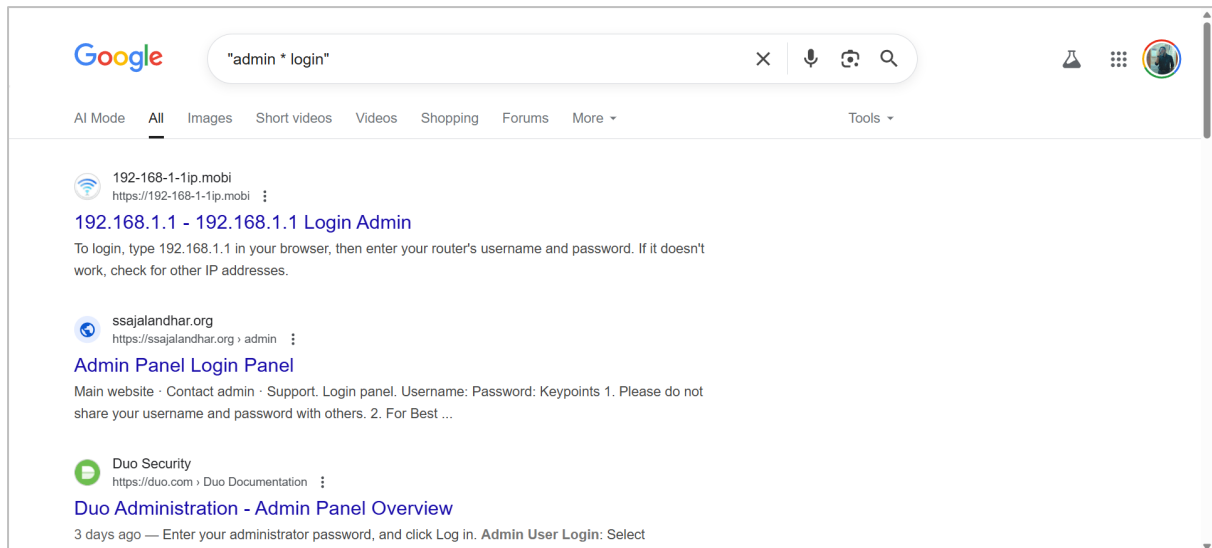 Google
"admin * login"
AI Mode All Images Short videos Videos Shopping Forums More Tools
192-168-1-1ip.mobi
https://192-168-1-1ip.mobi
192.168.1.1 - 192.168.1.1 Login Admin
To login, type 192.168.1.1 in your browser, then enter your router's username and password. If it doesn't
work, check for other IP addresses.
ssajalandhar.org
https://ssajalandhar.org › admin
Admin Panel Login Panel
Main website · Contact admin · Support. Login panel. Username: Password: Keypoints 1. Please do not
share your username and password with others. 2. For Best ...
Duo Security
https://duo.com › Duo Documentation
Duo Administration - Admin Panel Overview
3 days ago — Enter your administrator password, and click Log in. Admin User Login: Select